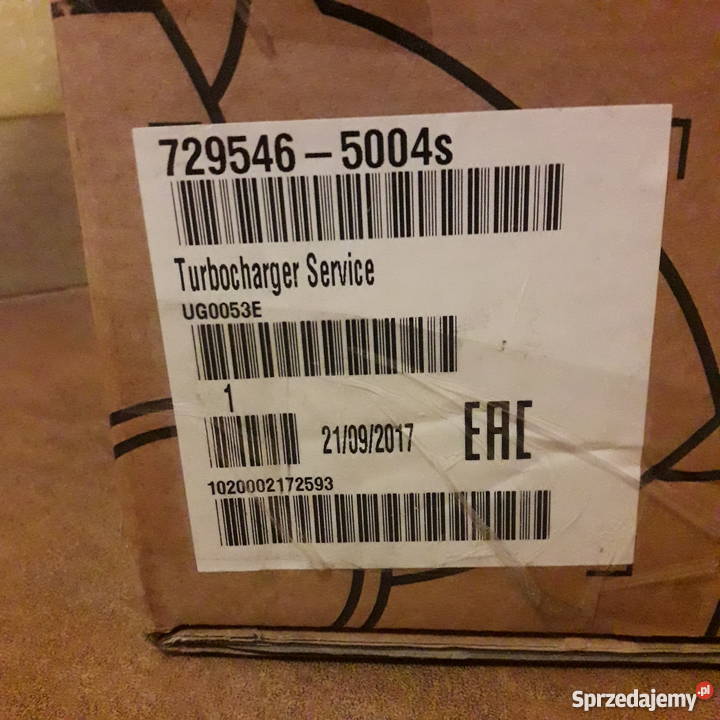 729546-5004s
Turbocharger Service
UG0053E
1
21/09/2017
EAC
1020002172593
Sprzedajemy.pl